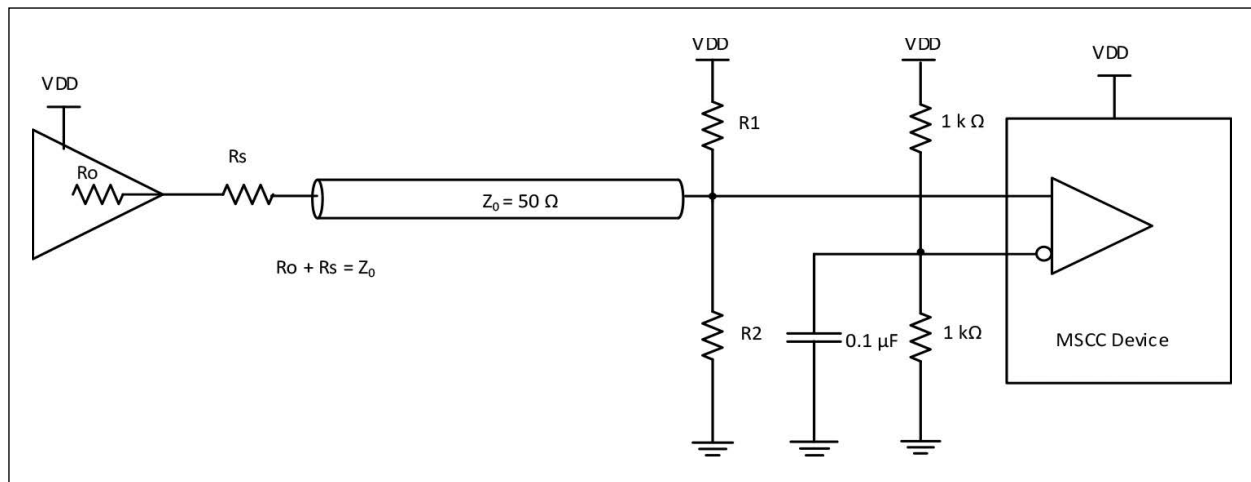 VDD
VDD
VDD
VDD
R1
1 k Ω
Ro
Rs
Z₀ = 50 Ω
Ro + Rs = Z₀
R2
0.1 µF
1 kΩ
MSCC Device